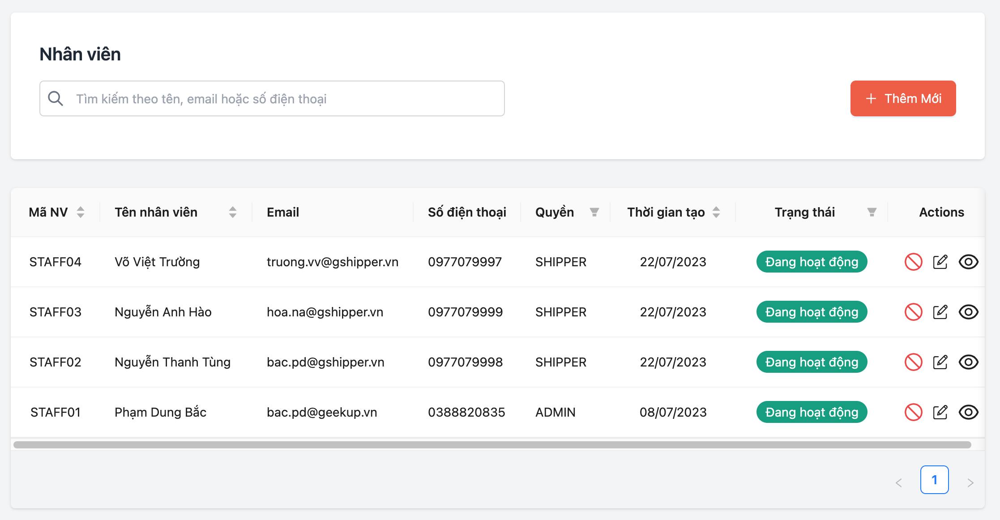 Nhân viên
Tìm kiếm theo tên, email hoặc số điện thoại
+ Thêm Mới
Mã NV Tên nhân viên Email Số điện thoại Quyền Thời gian tạo Trạng thái Actions
STAFF04 Võ Việt Trường truong.vv@gshipper.vn 0977079997 SHIPPER 22/07/2023 Đang hoạt động
STAFF03 Nguyễn Anh Hào hoa.na@gshipper.vn 0977079999 SHIPPER 22/07/2023 Đang hoạt động
STAFF02 Nguyễn Thanh Tùng bac.pd@gshipper.vn 0977079998 SHIPPER 22/07/2023 Đang hoạt động
STAFF01 Phạm Dung Bắc bac.pd@geekup.vn 0388820835 ADMIN 08/07/2023 Đang hoạt động
< 1 >